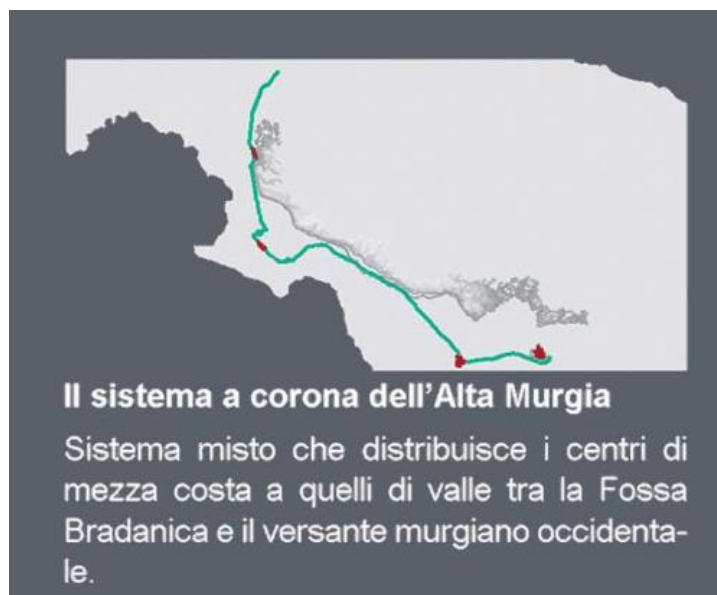 Il sistema a corona dell'Alta Murgia
Sistema misto che distribuisce i centri di
mezza costa a quelli di valle tra la Fossa
Bradanica e il versante murgiano occidenta-
le.